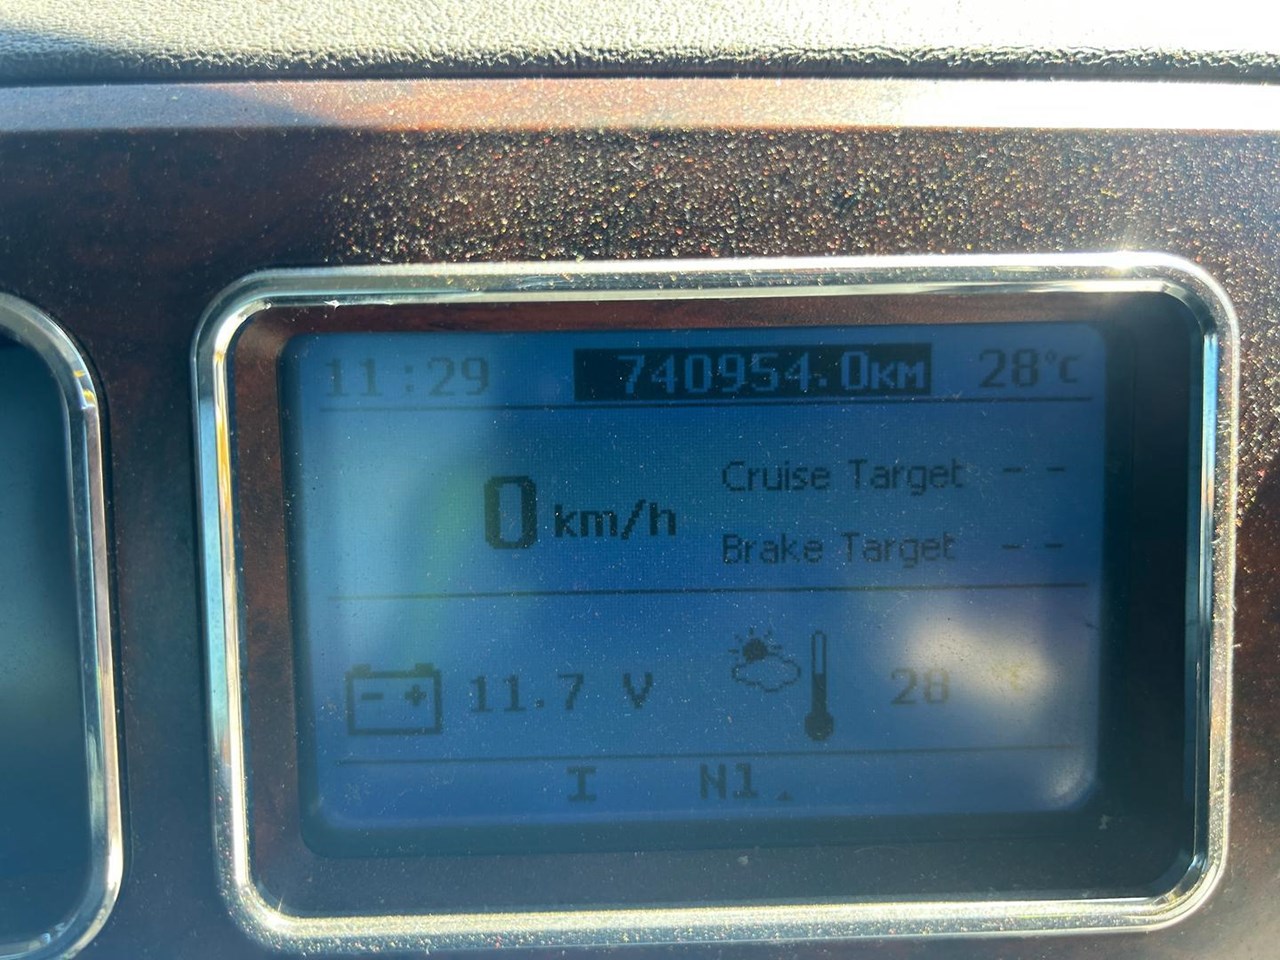 11:29 740954.0KM 28°C
Cruise Target - -
0 km/h
Brake Target - -
- + 11.7 V 28
I N1.